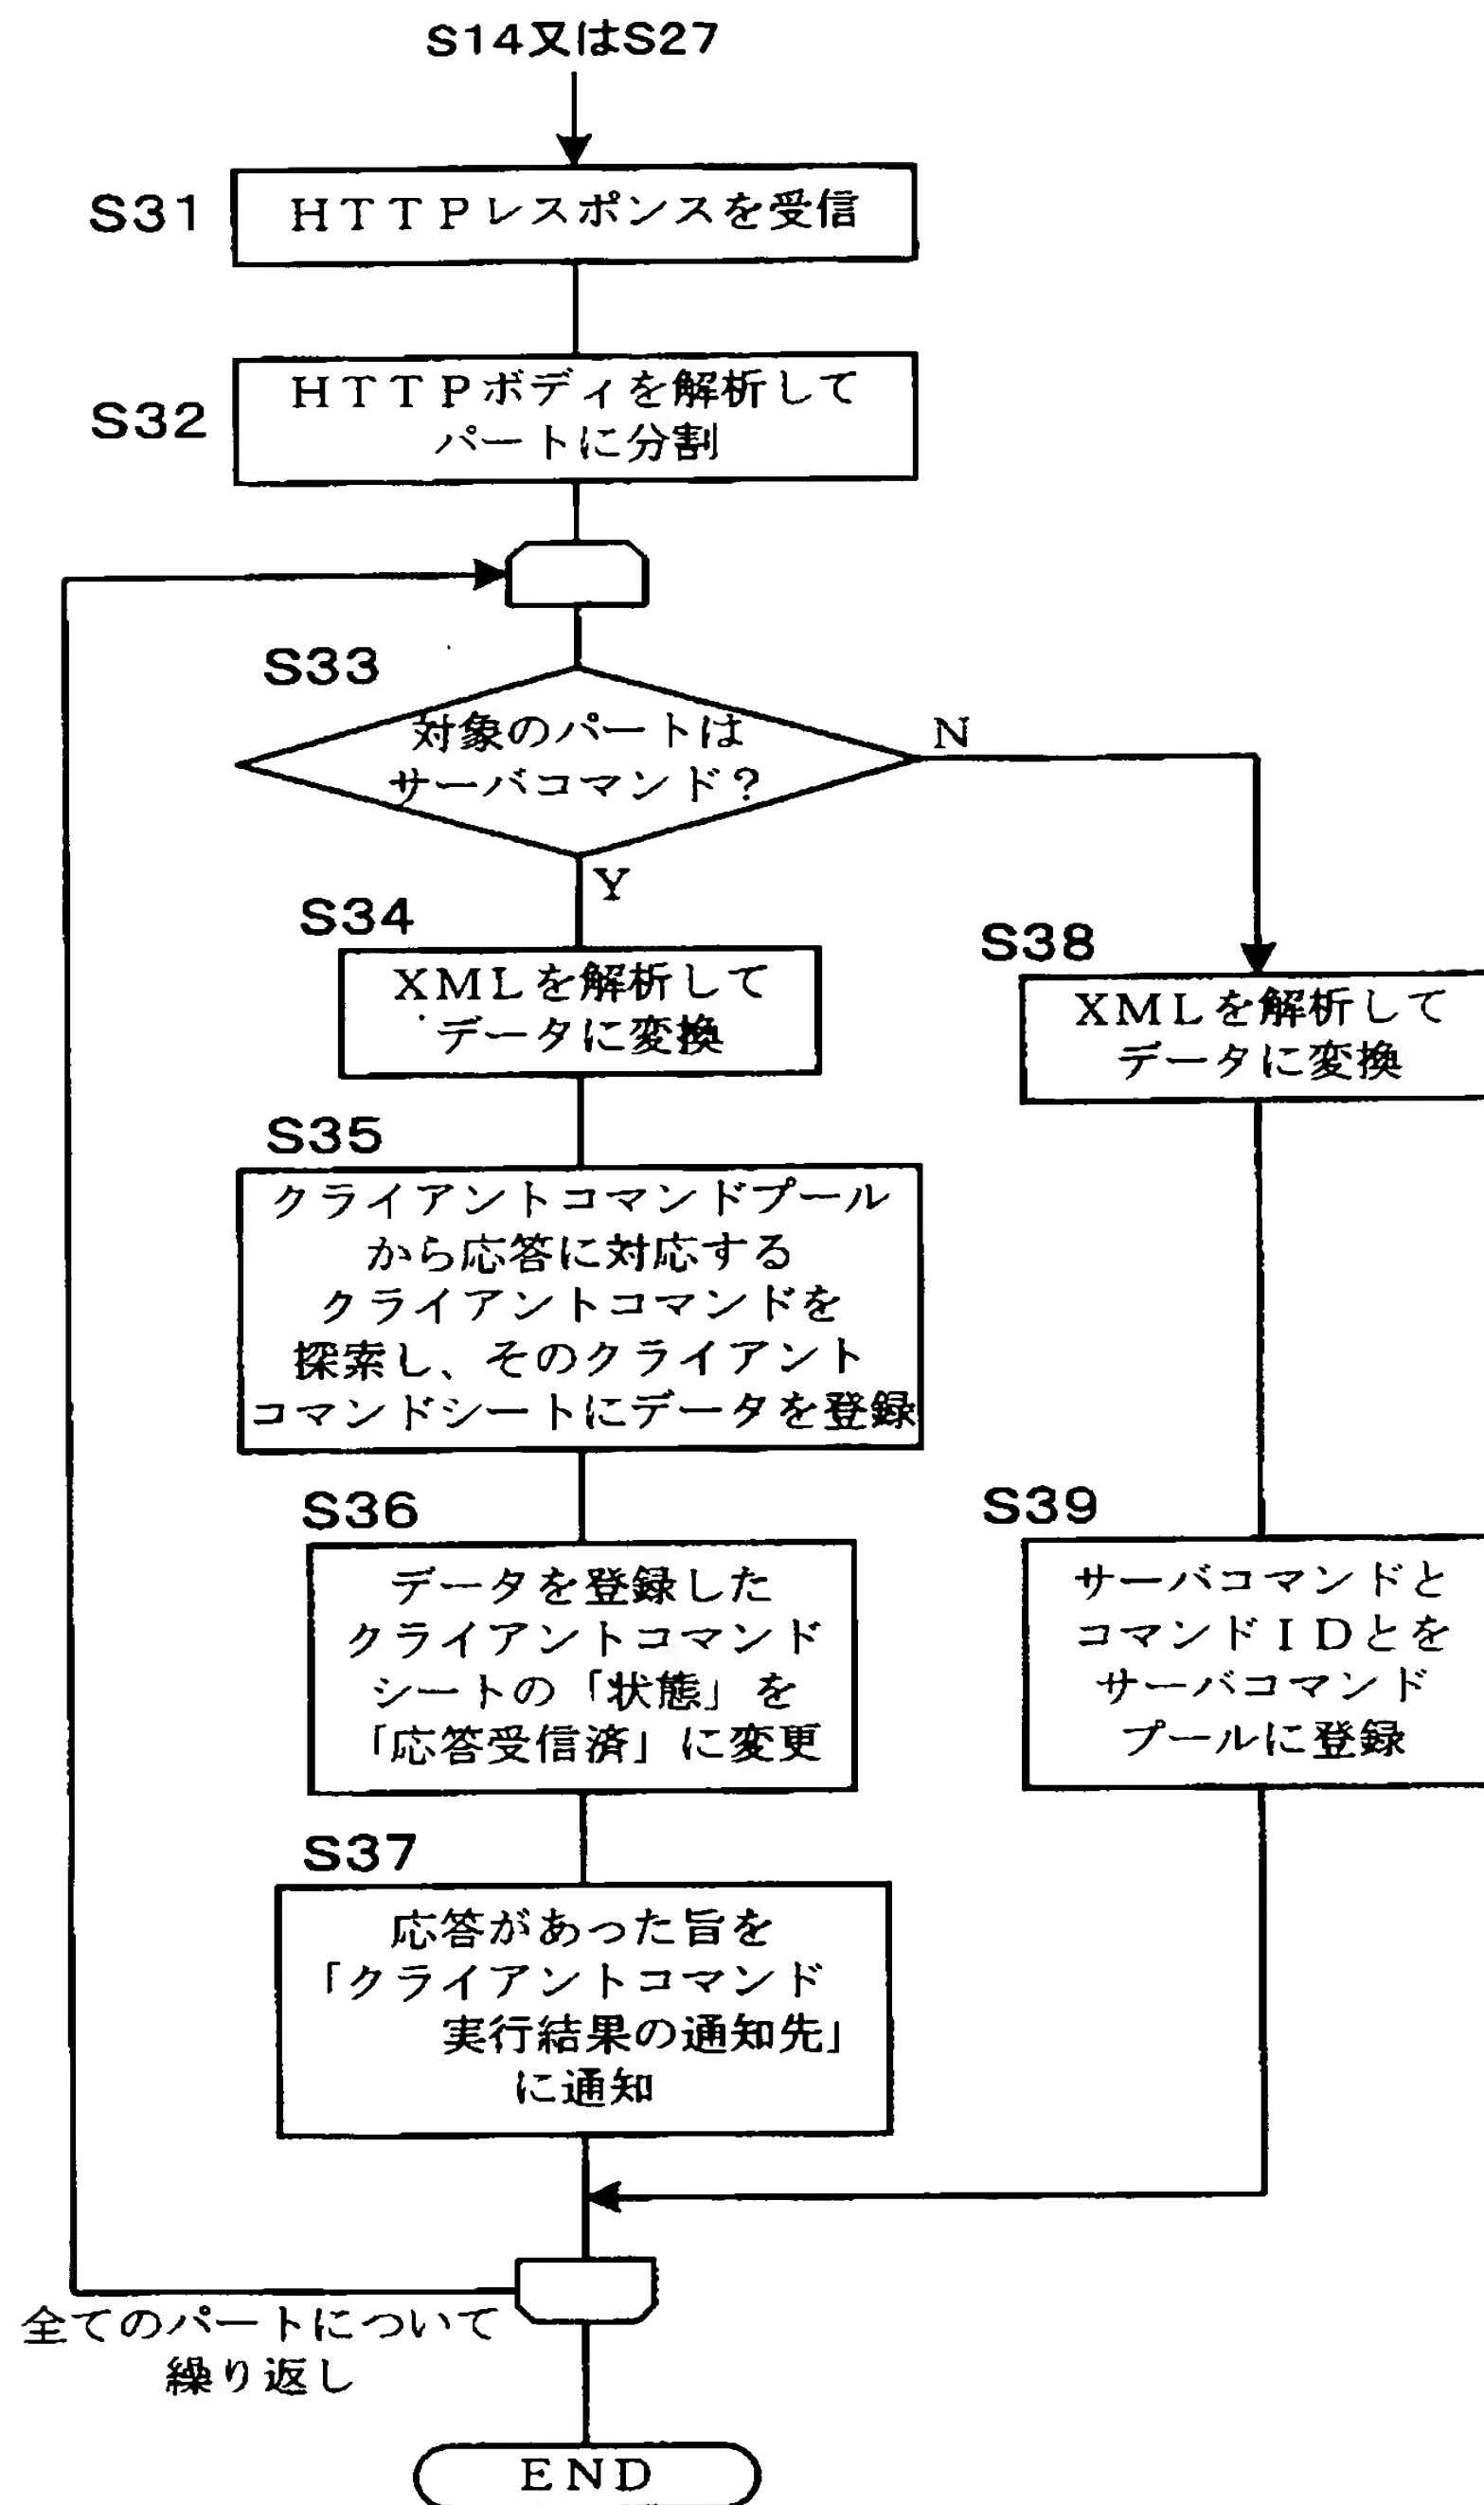 S14又はS27
S31
HTTPレスポンスを受信
S32
HTTPボディを解析して
パートに分割
S33
対象のパートは
サーバコマンド?
N
Y
S34
XMLを解析して
データに変換
S35
クライアントコマンドプール
から応答に対応する
クライアントコマンドを
探索し、そのクライアント
コマンドシートにデータを登録
S36
データを登録した
クライアントコマンド
シートの「状態」を
「応答受信済」に変更
S37
応答があった旨を
「クライアントコマンド
実行結果の通知先」
に通知
S38
XMLを解析して
データに変換
S39
サーバコマンドと
コマンドIDとを
サーバコマンド
プールに登録
全てのパートについて
繰り返し
END